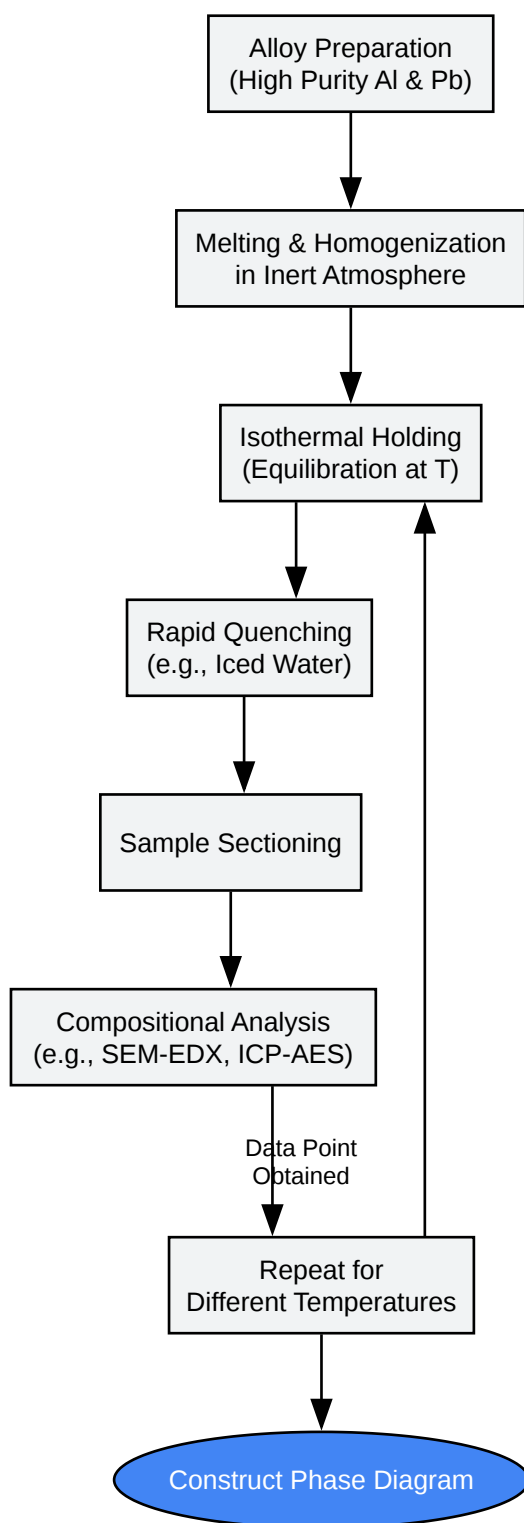 Alloy Preparation
(High Purity Al & Pb)
Melting & Homogenization
in Inert Atmosphere
Isothermal Holding
(Equilibration at T)
Rapid Quenching
(e.g., Iced Water)
Sample Sectioning
Compositional Analysis
(e.g., SEM-EDX, ICP-AES)
Data Point
Obtained
Repeat for
Different Temperatures
Construct Phase Diagram